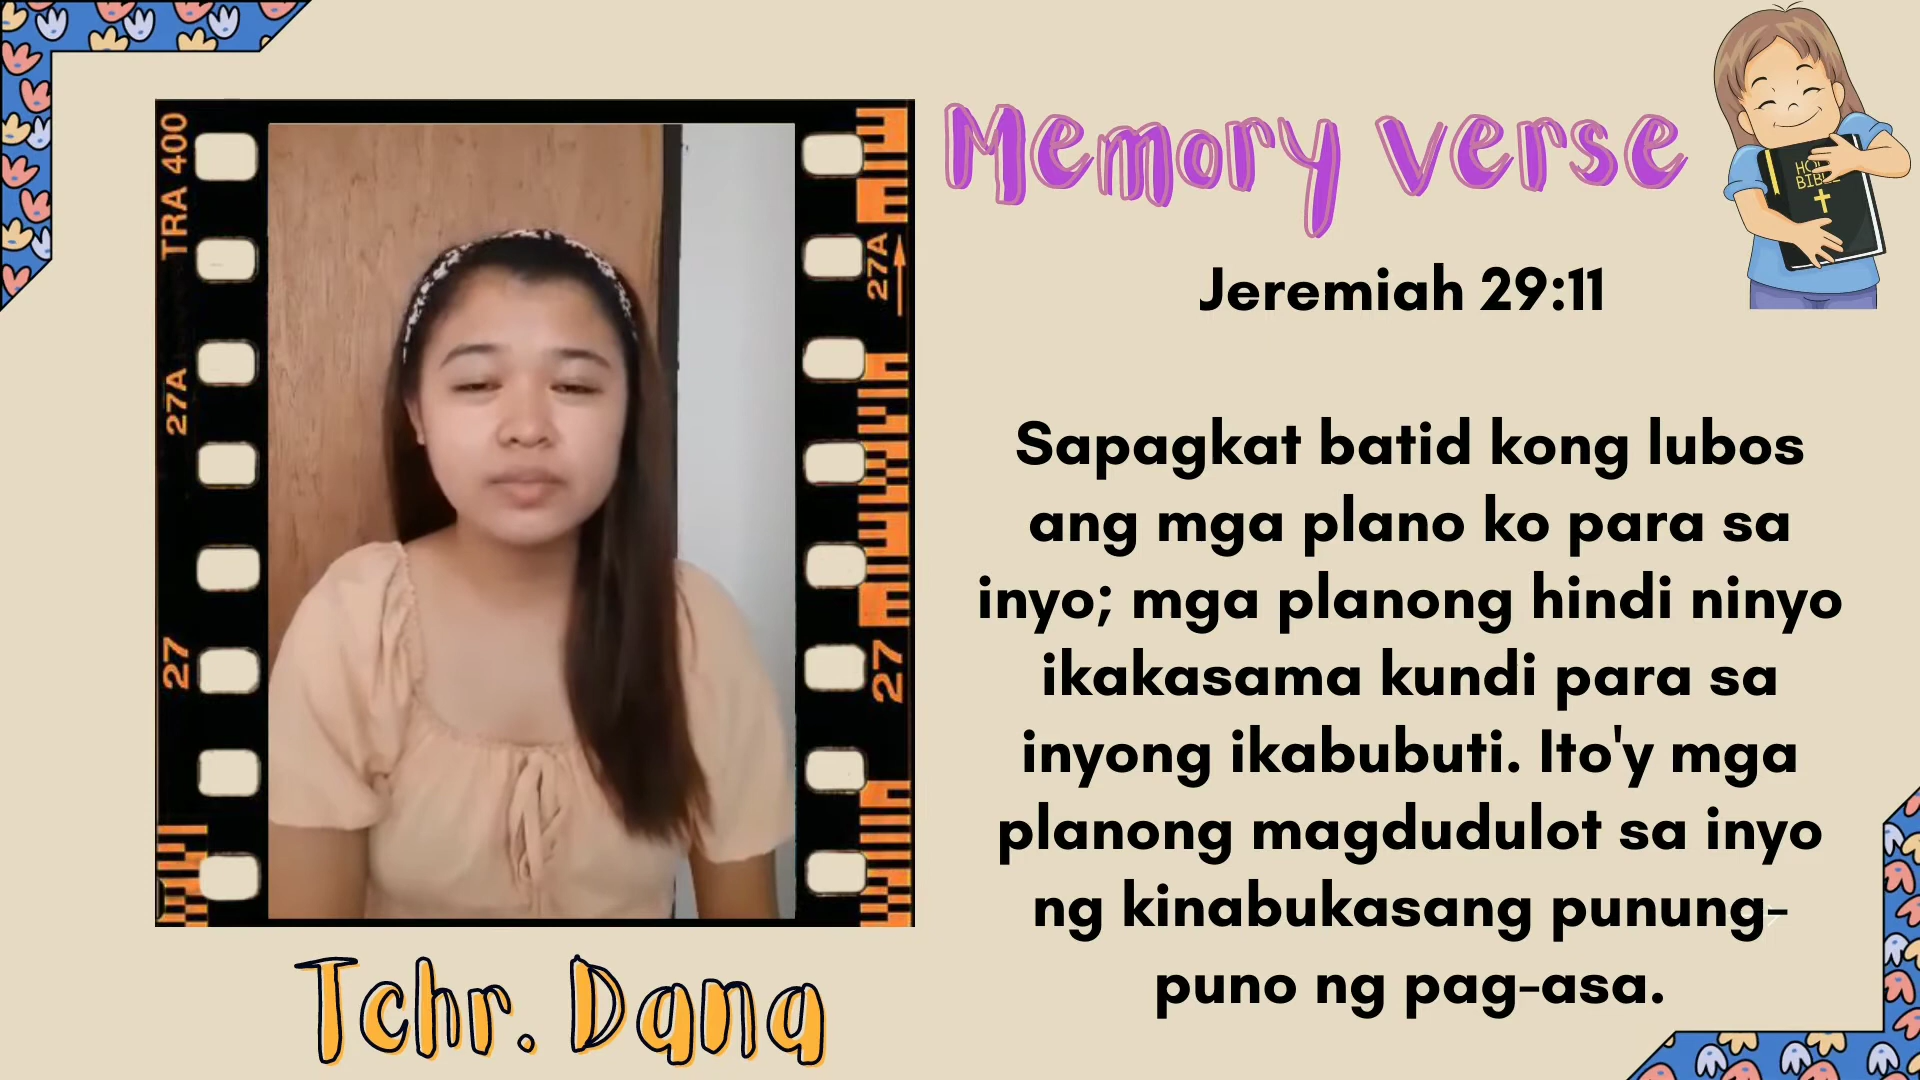 TRA 400
27A
27
27A
27
Memory verse
HOLY BIBLE
Jeremiah 29:11
Sapagkat batid kong lubos
ang mga plano ko para sa
inyo; mga planong hindi ninyo
ikakasama kundi para sa
inyong ikabubuti. Ito'y mga
planong magdudulot sa inyo
ng kinabukasang punung-
puno ng pag-asa.
Tchr. Dana